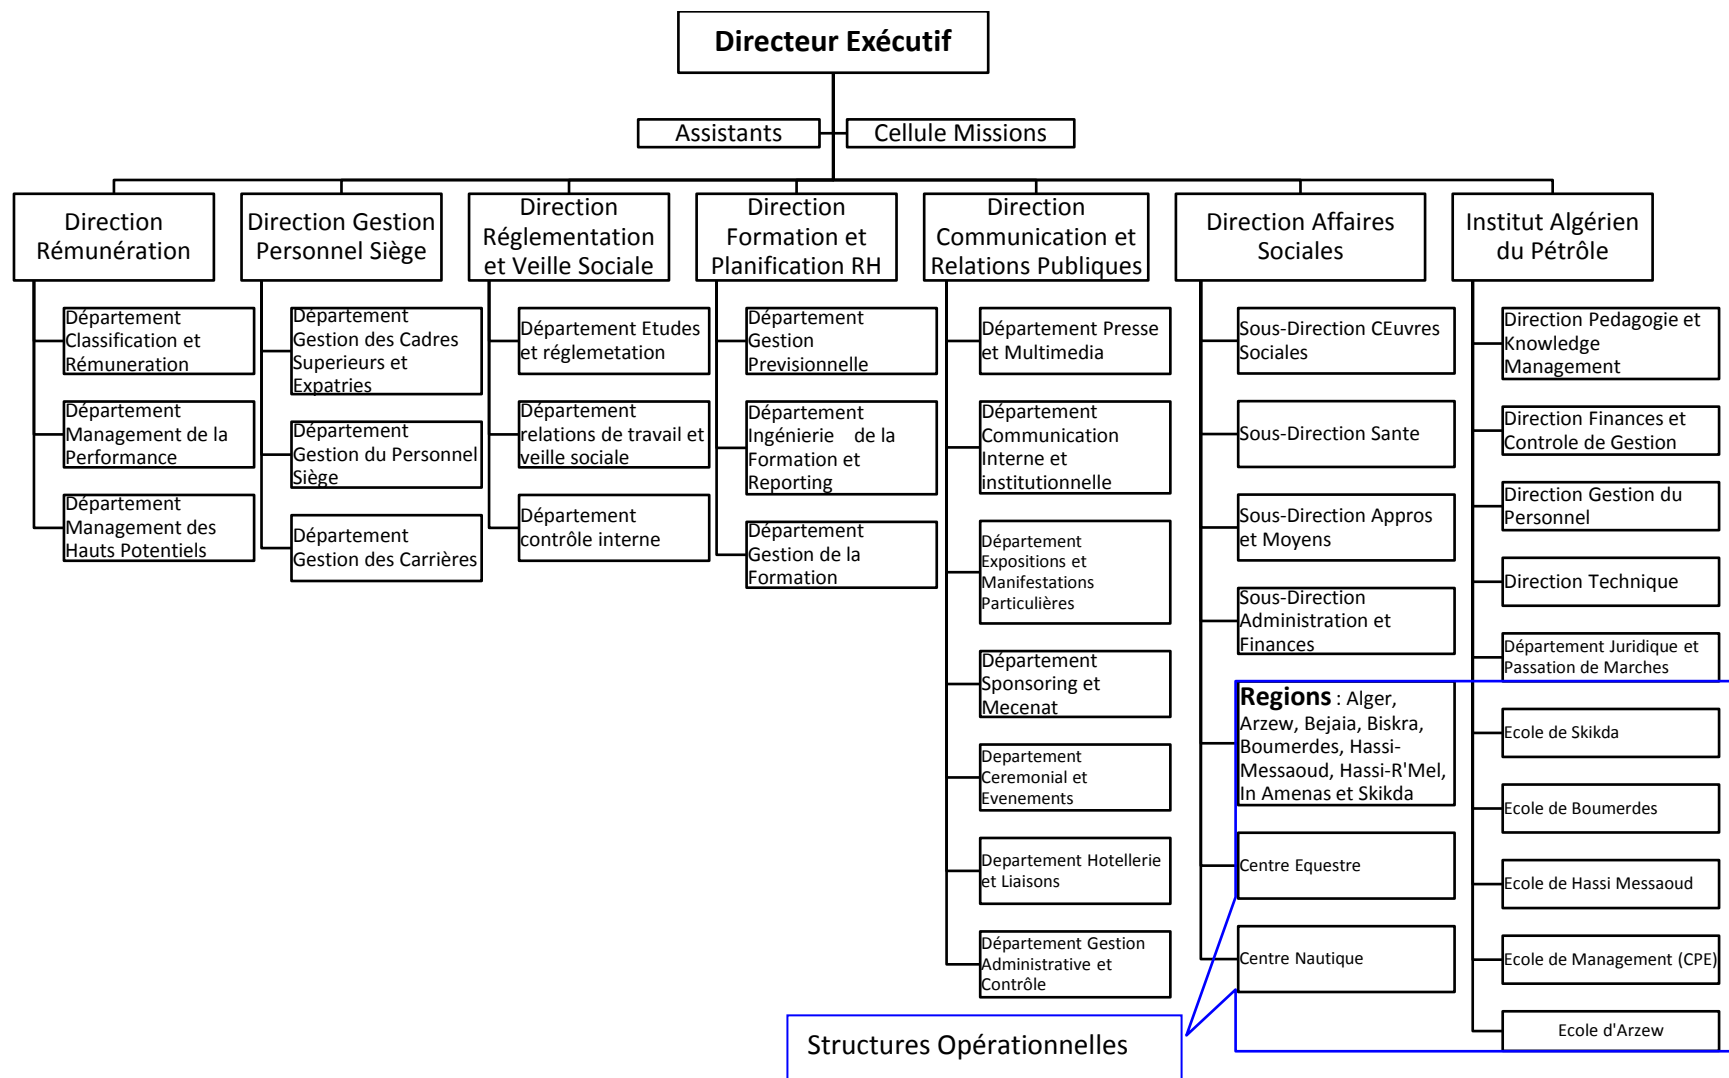 Directeur Exécutif
Assistants
Cellule Missions
Direction
Rémunération
Direction Gestion
Personnel Siège
Direction
Réglementation
et Veille Sociale
Direction
Formation et
Planification RH
Direction
Communication et
Relations Publiques
Direction Affaires
Sociales
Institut Algérien
du Pétrôle
Département
Classification et
Rémuneration
Département
Management de la
Performance
Département
Management des
Hauts Potentiels
Département
Gestion des Cadres
Superieurs et
Expatries
Département
Gestion du Personnel
Siège
Département
Gestion des Carrières
Département Etudes
et réglemetation
Département
relations de travail et
veille sociale
Département
contrôle interne
Département
Gestion
Previsionnelle
Département
Ingénierie de la
Formation et
Reporting
Département
Gestion de la
Formation
Département Presse
et Multimedia
Département
Communication
Interne et
institutionnelle
Département
Expositions et
Manifestations
Particulières
Département
Sponsoring et
Mecenat
Departement
Ceremonial et
Evenements
Departement Hotellerie
et Liaisons
Département Gestion
Administrative et
Contrôle
Sous-Direction CEuvres
Sociales
Sous-Direction Sante
Sous-Direction Appros
et Moyens
Sous-Direction
Administration et
Finances
Regions : Alger,
Arzew, Bejaia, Biskra,
Boumerdes, Hassi-
Messaoud, Hassi-R'Mel,
In Amenas et Skikda
Centre Equestre
Centre Nautique
Direction Pedagogie et
Knowledge
Management
Direction Finances et
Controle de Gestion
Direction Gestion du
Personnel
Direction Technique
Département Juridique et
Passation de Marches
Ecole de Skikda
Ecole de Boumerdes
Ecole de Hassi Messaoud
Ecole de Management (CPE)
Ecole d'Arzew
Structures Opérationnelles